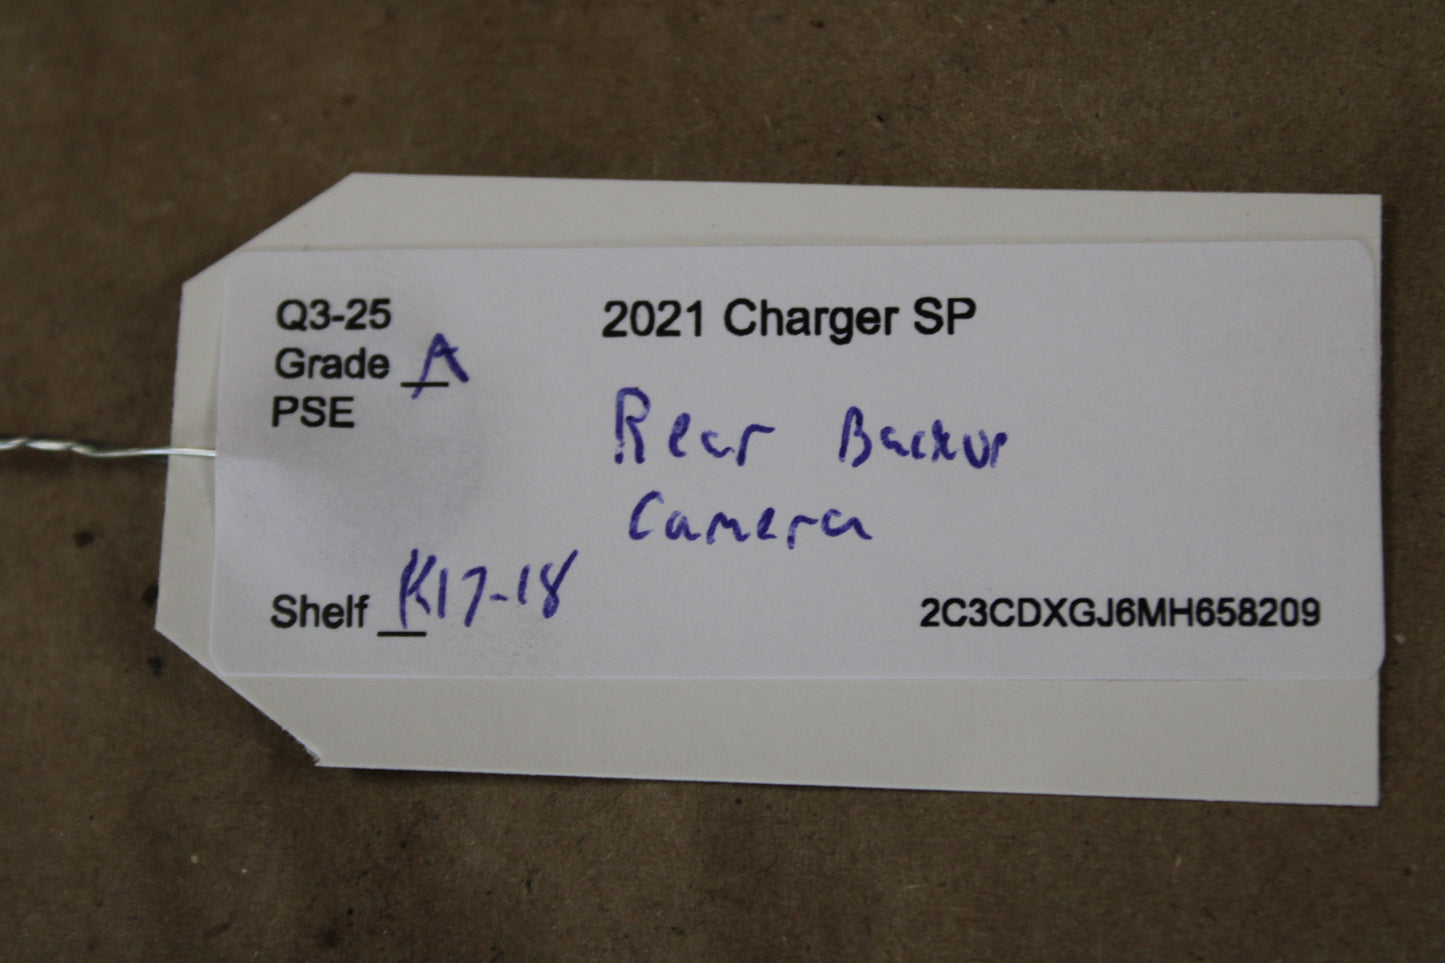 Q3-25
Grade A
PSE
2021 Charger SP
Rear Backup
Camera
Shelf K17-18
2C3CDXGJ6MH658209